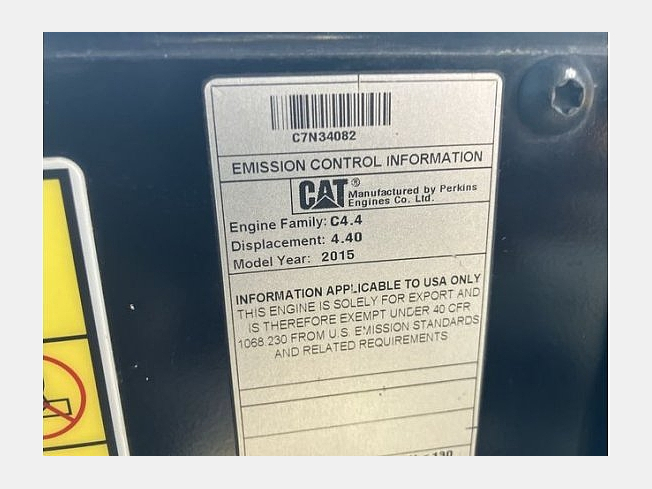 C7N34082
EMISSION CONTROL INFORMATION
CAT® Manufactured by Perkins
Engines Co. Ltd.
Engine Family: C4.4
Displacement: 4.40
Model Year: 2015
INFORMATION APPLICABLE TO USA ONLY
THIS ENGINE IS SOLELY FOR EXPORT AND
IS THEREFORE EXEMPT UNDER 40 CFR
1068.230 FROM U.S. EMISSION STANDARDS
AND RELATED REQUIREMENTS